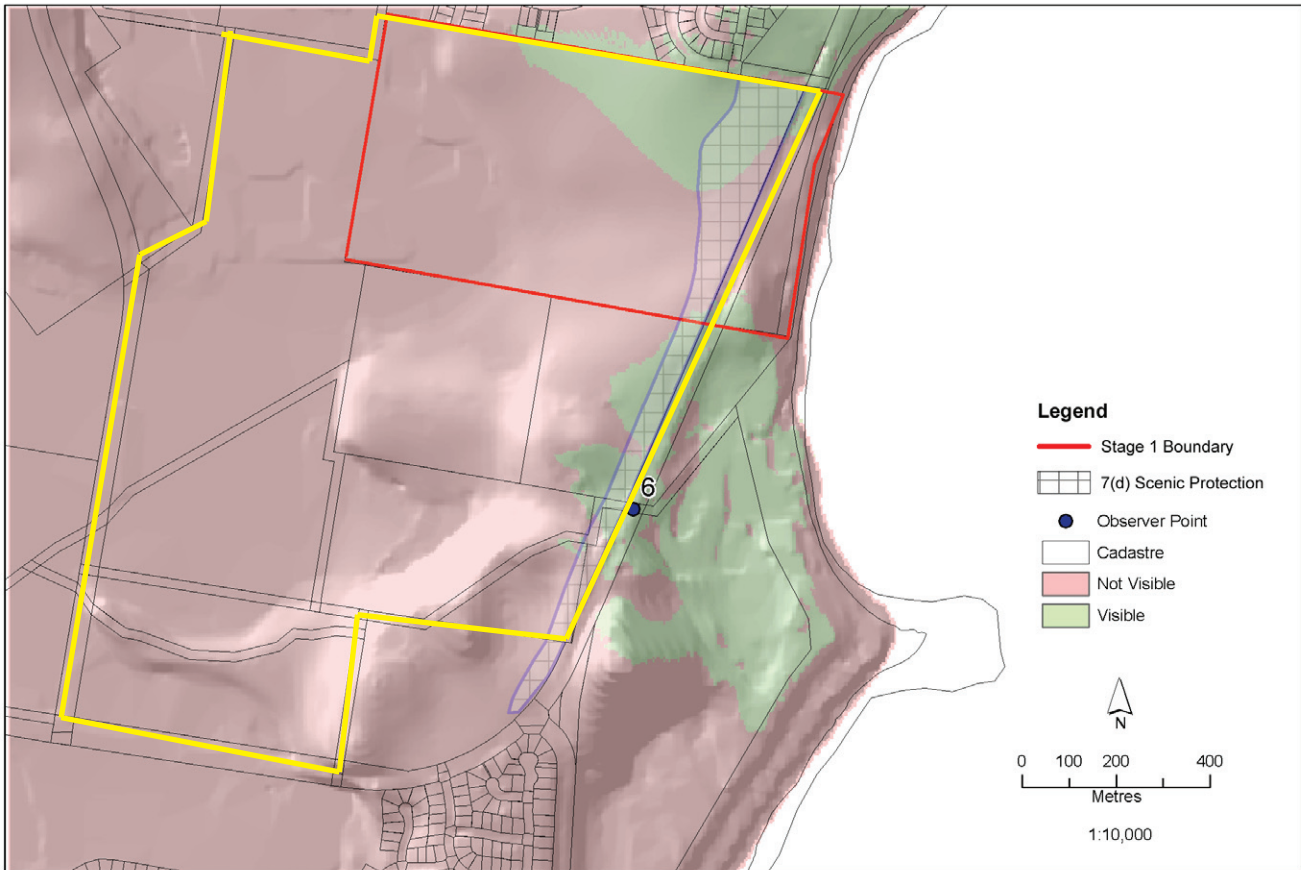 6
Legend
Stage 1 Boundary
7(d) Scenic Protection
Observer Point
Cadastre
Not Visible
Visible
N
0 100 200 400
Metres
1:10,000